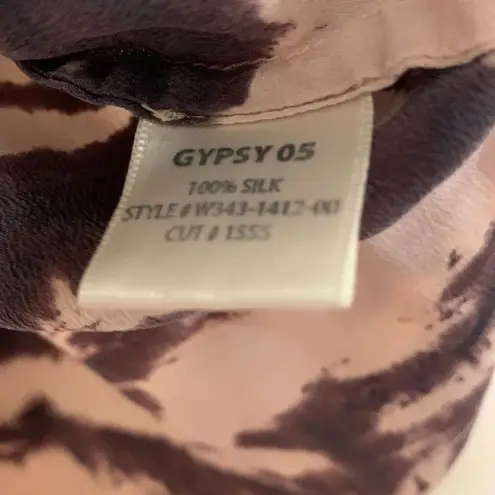 GYPSY 05
100% SILK
STYLE # W343-1412-00
CUT # 1555